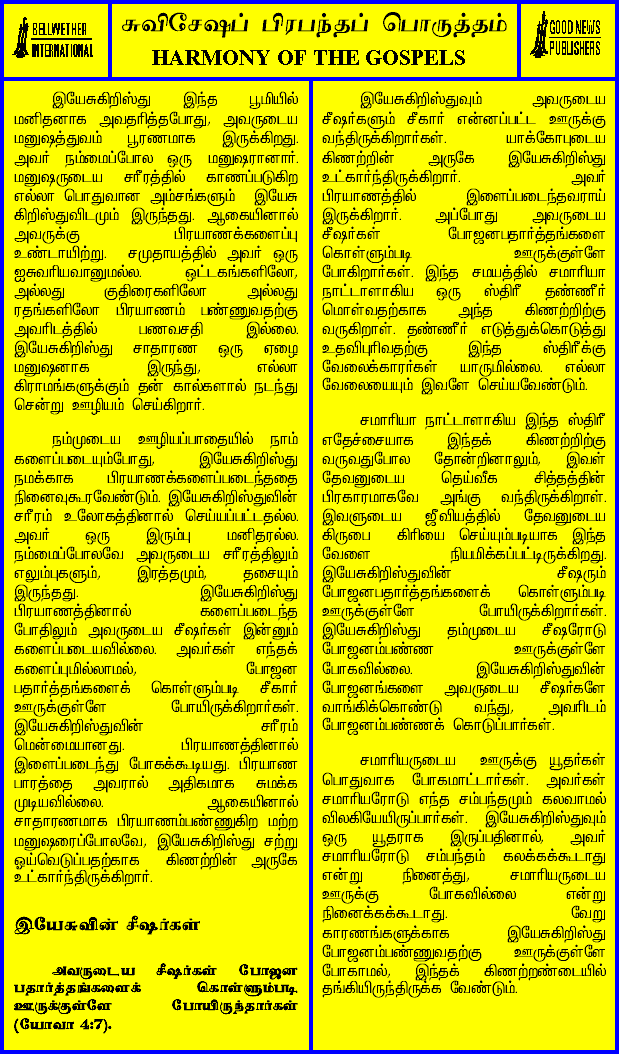 BELLWETHER
INTERNATIONAL
சுவிசேஷப் பிரபந்தப் பொருத்தம்
HARMONY OF THE GOSPELS
GOOD NEWS
PUBLISHERS
இயேசுகிறிஸ்து இந்த பூமியில்
மனிதனாக அவதரித்தபோது, அவருடைய
மனுஷத்துவம் பூரணமாக இருக்கிறது.
அவர் நம்மைப்போல ஒரு மனுஷரானார்.
மனுஷருடைய சரீரத்தில் காணப்படுகிற
எல்லா பொதுவான அம்சங்களும் இயேசு
கிறிஸ்துவிடமும் இருந்தது. ஆகையினால்
அவருக்கு பிரயாணக்களைப்பு
உண்டாயிற்று. சமுதாயத்தில் அவர் ஒரு
ஐசுவரியவானுமல்ல. ஒட்டகங்களிலோ,
அல்லது குதிரைகளிலோ அல்லது
ரதங்களிலோ பிரயாணம் பண்ணுவதற்கு
அவரிடத்தில் பணவசதி இல்லை.
இயேசுகிறிஸ்து சாதாரண ஒரு ஏழை
மனுஷனாக இருந்து, எல்லா
கிராமங்களுக்கும் தன் கால்களால் நடந்து
சென்று ஊழியம் செய்கிறார்.
நம்முடைய ஊழியப்பாதையில் நாம்
களைப்படையும்போது, இயேசுகிறிஸ்து
நமக்காக பிரயாணக்களைப்படைந்ததை
நினைவுகூரவேண்டும். இயேசுகிறிஸ்துவின்
சரீரம் உலோகத்தினால் செய்யப்பட்டதல்ல.
அவர் ஒரு இரும்பு மனிதரல்ல.
நம்மைப்போலவே அவருடைய சரீரத்திலும்
எலும்புகளும், இரத்தமும், தசையும்
இருந்தது. இயேசுகிறிஸ்து
பிரயாணத்தினால் களைப்படைந்த
போதிலும் அவருடைய சீஷர்கள் இன்னும்
களைப்படையவில்லை. அவர்கள் எந்தக்
களைப்புமில்லாமல், போஜன
பதார்த்தங்களைக் கொள்ளும்படி சீகார்
ஊருக்குள்ளே போயிருக்கிறார்கள்.
இயேசுகிறிஸ்துவின் சரீரம்
மென்மையானது. பிரயாணத்தினால்
இளைப்படைந்து போகக்கூடியது. பிரயாண
பாரத்தை அவரால் அதிகமாக சுமக்க
முடியவில்லை. ஆகையினால்
சாதாரணமாக பிரயாணம்பண்ணுகிற மற்ற
மனுஷரைப்போலவே, இயேசுகிறிஸ்து சற்று
ஓய்வெடுப்பதற்காக கிணற்றின் அருகே
உட்கார்ந்திருக்கிறார்.
இயேசுவின் சீஷர்கள்
அவருடைய சீஷர்கள் போஜன
பதார்த்தங்களைக் கொள்ளும்படி
ஊருக்குள்ளே போயிருந்தார்கள்
(யோவா 4:7).
இயேசுகிறிஸ்துவும் அவருடைய
சீஷர்களும் சீகார் என்னப்பட்ட ஊருக்கு
வந்திருக்கிறார்கள். யாக்கோபுடைய
கிணற்றின் அருகே இயேசுகிறிஸ்து
உட்கார்ந்திருக்கிறார். அவர்
பிரயாணத்தில் இளைப்படைந்தவராய்
இருக்கிறார். அப்போது அவருடைய
சீஷர்கள் போஜனபதார்த்தங்களை
கொள்ளும்படி ஊருக்குள்ளே
போகிறார்கள். இந்த சமயத்தில் சமாரியா
நாட்டாளாகிய ஒரு ஸ்திரீ தண்ணீர்
மொள்வதற்காக அந்த கிணற்றிற்கு
வருகிறாள். தண்ணீர் எடுத்துக்கொடுத்து
உதவிபுரிவதற்கு இந்த ஸ்திரீக்கு
வேலைக்காரர்கள் யாருமில்லை. எல்லா
வேலையையும் இவளே செய்யவேண்டும்.
சமாரியா நாட்டாளாகிய இந்த ஸ்திரீ
எதேச்சையாக இந்தக் கிணற்றிற்கு
வருவதுபோல தோன்றினாலும், இவள்
தேவனுடைய தெய்வீக சித்தத்தின்
பிரகாரமாகவே அங்கு வந்திருக்கிறாள்.
இவளுடைய ஜீவியத்தில் தேவனுடைய
கிருபை கிரியை செய்யும்படியாக இந்த
வேளை நியமிக்கப்பட்டிருக்கிறது.
இயேசுகிறிஸ்துவின் சீஷரும்
போஜனபதார்த்தங்களைக் கொள்ளும்படி
ஊருக்குள்ளே போயிருக்கிறார்கள்.
இயேசுகிறிஸ்து தம்முடைய சீஷரோடு
போஜனம்பண்ண ஊருக்குள்ளே
போகவில்லை. இயேசுகிறிஸ்துவின்
போஜனங்களை அவருடைய சீஷர்களே
வாங்கிக்கொண்டு வந்து, அவரிடம்
போஜனம்பண்ணக் கொடுப்பார்கள்.
சமாரியருடைய ஊருக்கு யூதர்கள்
பொதுவாக போகமாட்டார்கள். அவர்கள்
சமாரியரோடு எந்த சம்பந்தமும் கலவாமல்
விலகியேயிருப்பார்கள். இயேசுகிறிஸ்துவும்
ஒரு யூதராக இருப்பதினால், அவர்
சமாரியரோடு சம்பந்தம் கலக்கக்கூடாது
என்று நினைத்து, சமாரியருடைய
ஊருக்கு போகவில்லை என்று
நினைக்கக்கூடாது. வேறு
காரணங்களுக்காக இயேசுகிறிஸ்து
போஜனம்பண்ணுவதற்கு ஊருக்குள்ளே
போகாமல், இந்தக் கிணற்றண்டையில்
தங்கியிருந்திருக்க வேண்டும்.